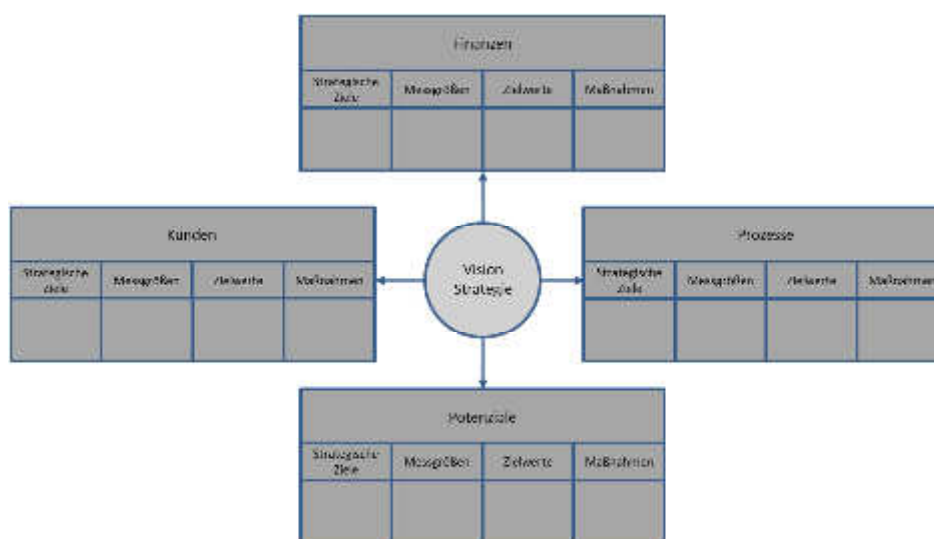 Finanzen
Strategische Ziele Messgrößen Zielwerte Maßnahmen
Kunden
Strategische Ziele Messgrößen Zielwerte Maßnahmen
Vision
Strategie
Prozesse
Strategische Ziele Messgrößen Zielwerte Maßnahmen
Potenziale
Strategische Ziele Messgrößen Zielwerte Maßnahmen